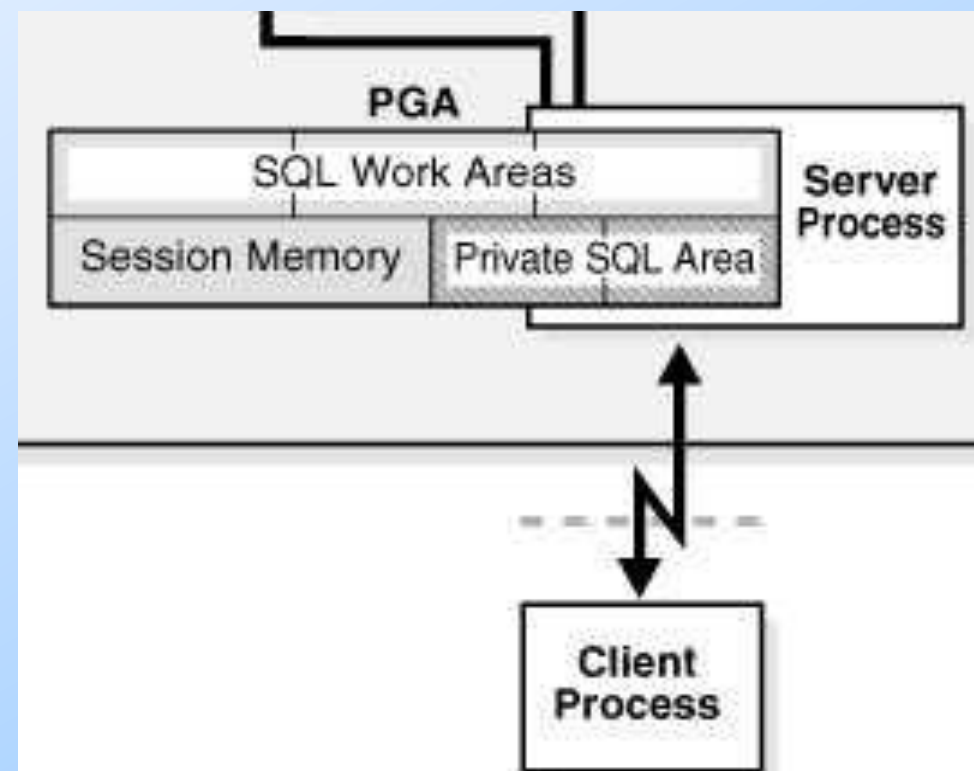 PGA
SQL Work Areas
Server
Process
Session Memory
Private SQL Area
Client
Process